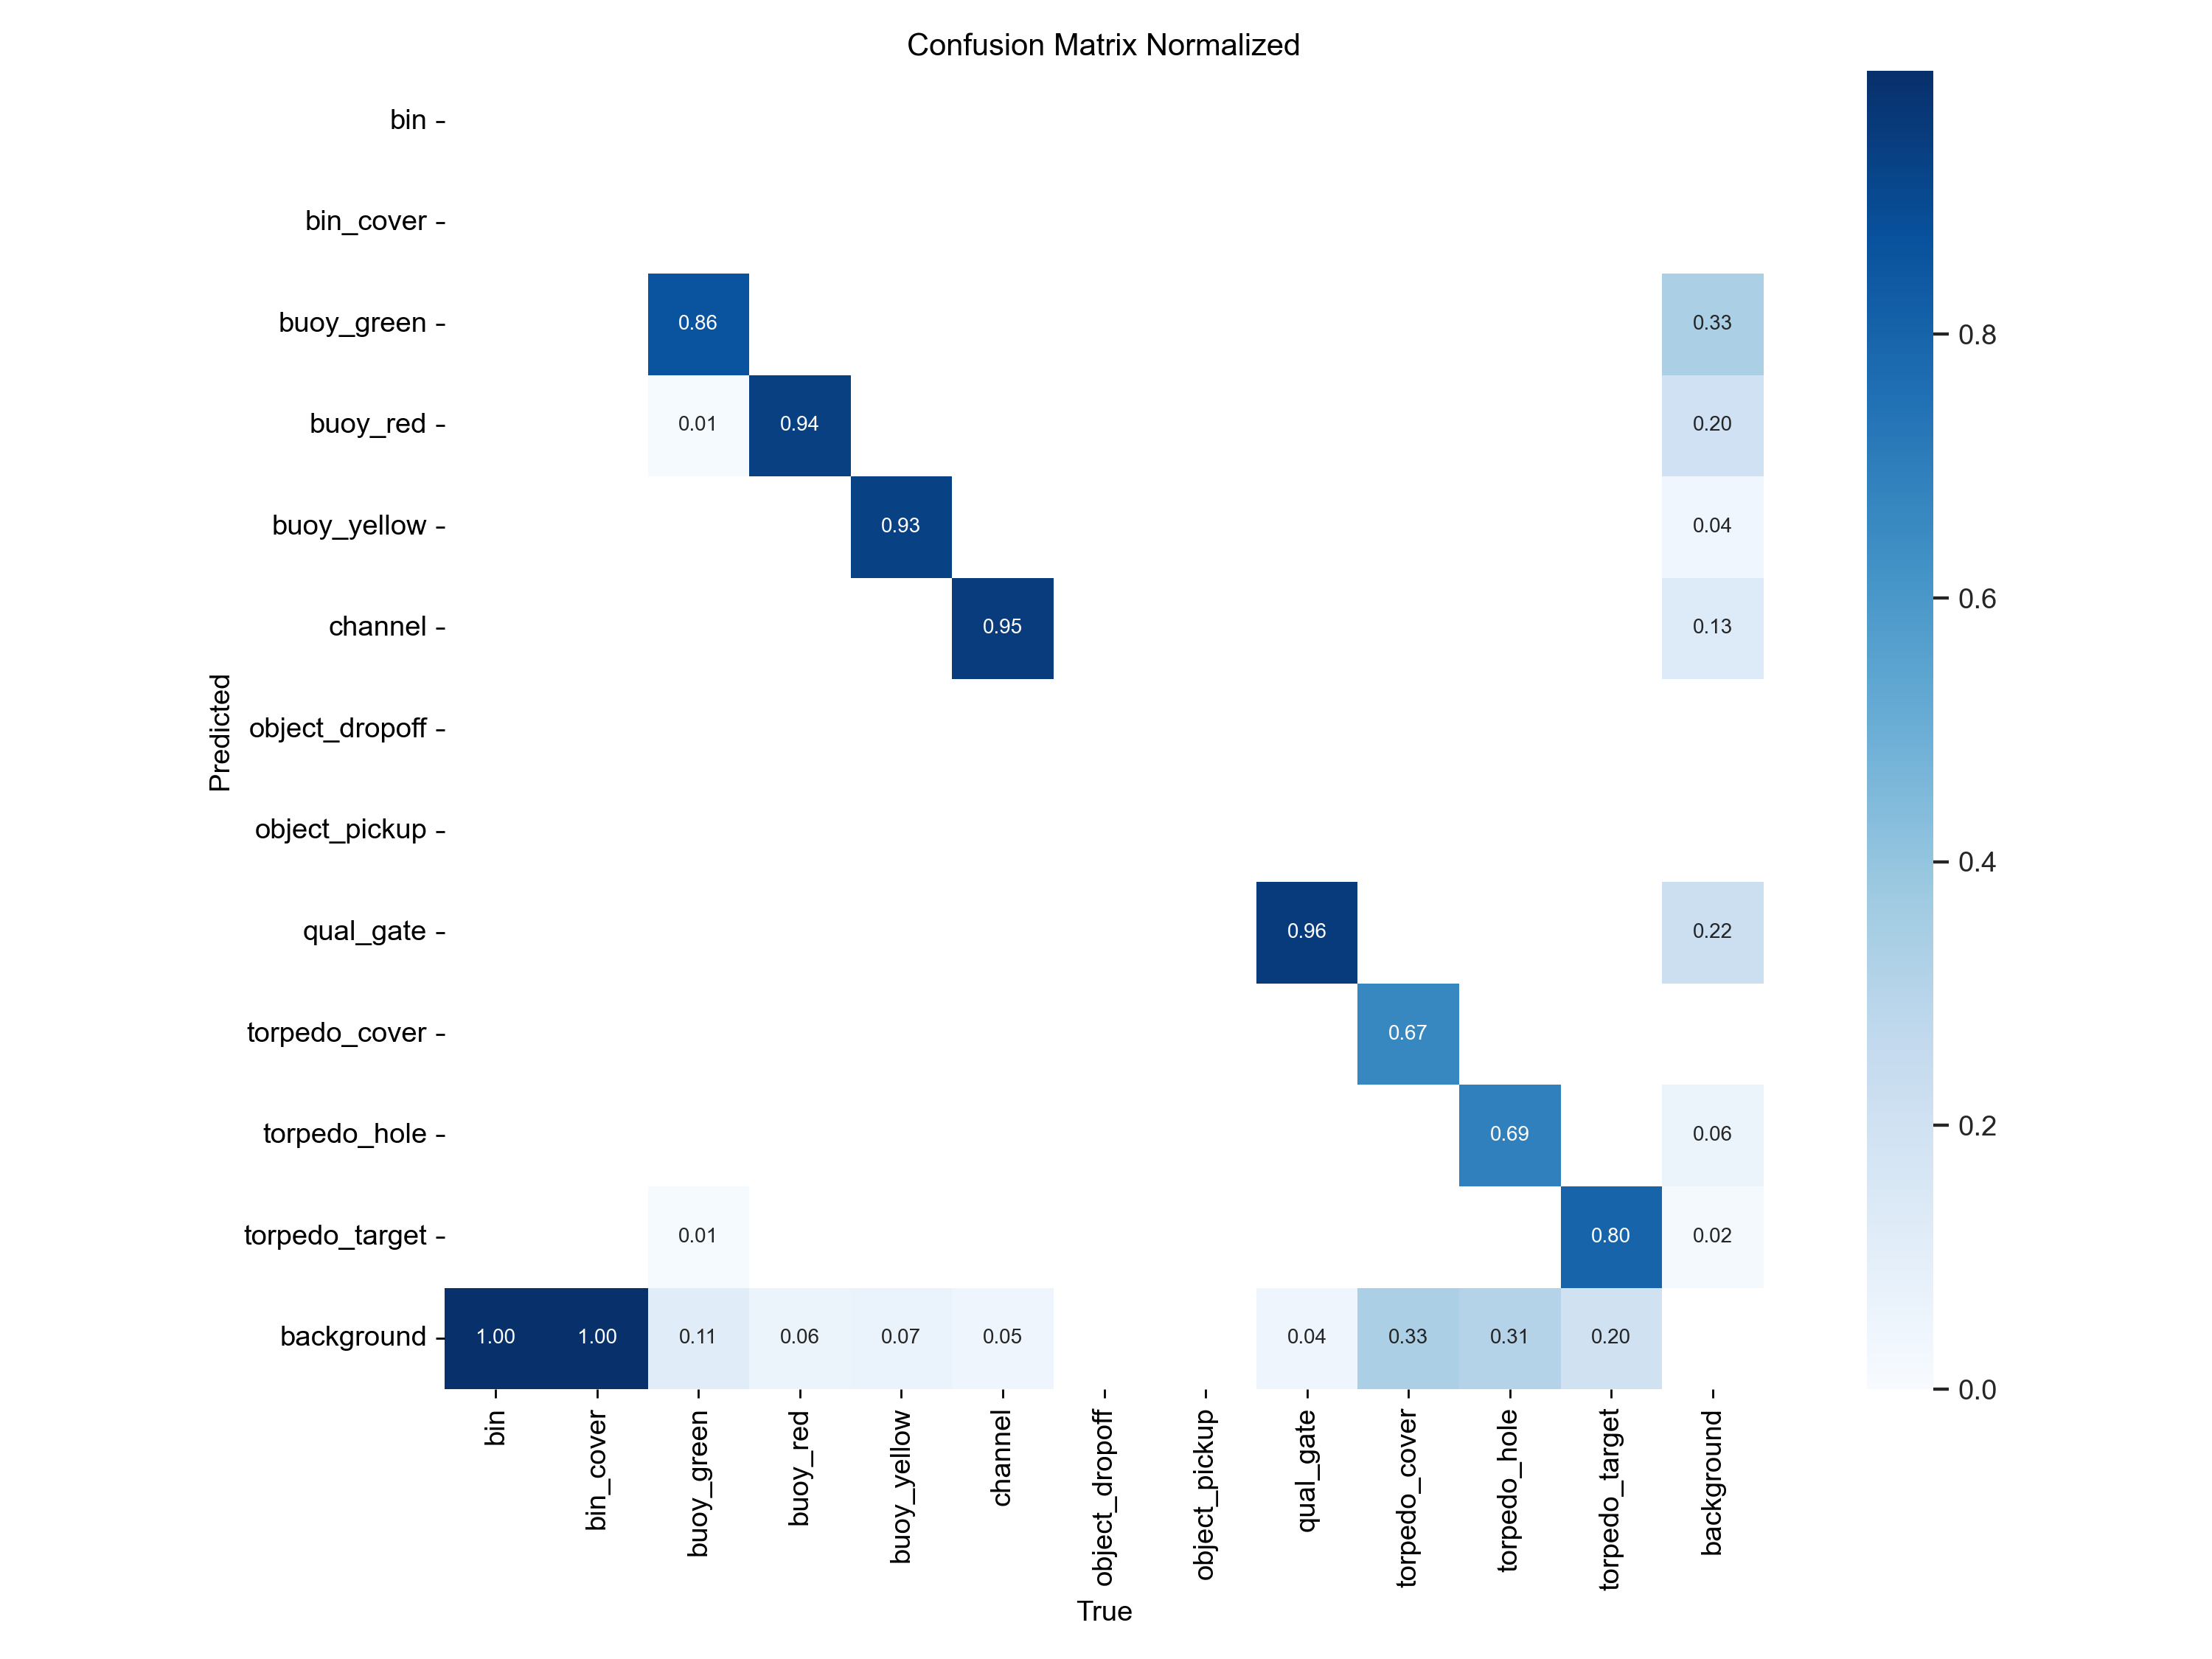 Confusion Matrix Normalized
bin
bin_cover
buoy_green 0.86 0.33
buoy_red 0.01 0.94 0.20
buoy_yellow 0.93 0.04
channel 0.95 0.13
object_dropoff
object_pickup
qual_gate 0.96 0.22
torpedo_cover 0.67
torpedo_hole 0.69 0.06
torpedo_target 0.01 0.80 0.02
background 1.00 1.00 0.11 0.06 0.07 0.05 0.04 0.33 0.31 0.20
Predicted
bin
bin_cover
buoy_green
buoy_red
buoy_yellow
channel
object_dropoff
object_pickup
qual_gate
torpedo_cover
torpedo_hole
torpedo_target
background
True
0.8
0.6
0.4
0.2
0.0